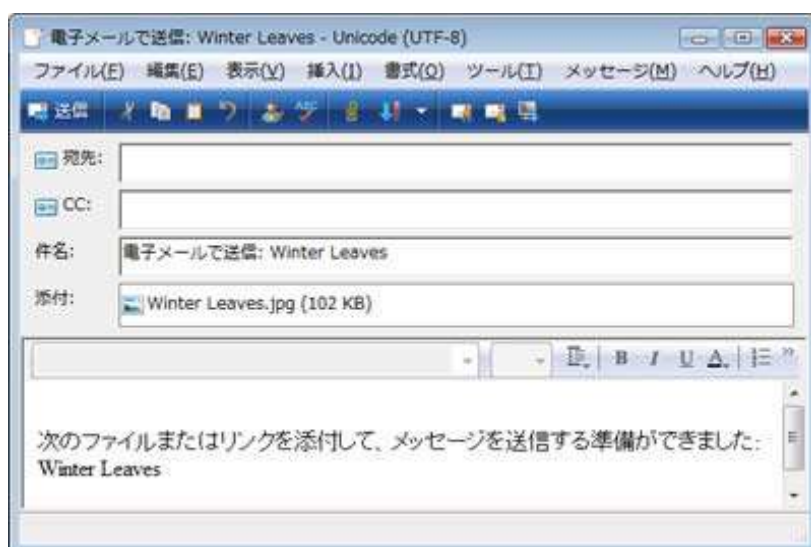 電子メールで送信: Winter Leaves - Unicode (UTF-8)
ファイル(F) 編集(E) 表示(V) 挿入(I) 書式(O) ツール(T) メッセージ(M) ヘルプ(H)
送信
宛先:
CC:
件名: 電子メールで送信: Winter Leaves
添付: Winter Leaves.jpg (102 KB)
B I U A
次のファイルまたはリンクを添付して、メッセージを送信する準備ができました:
Winter Leaves